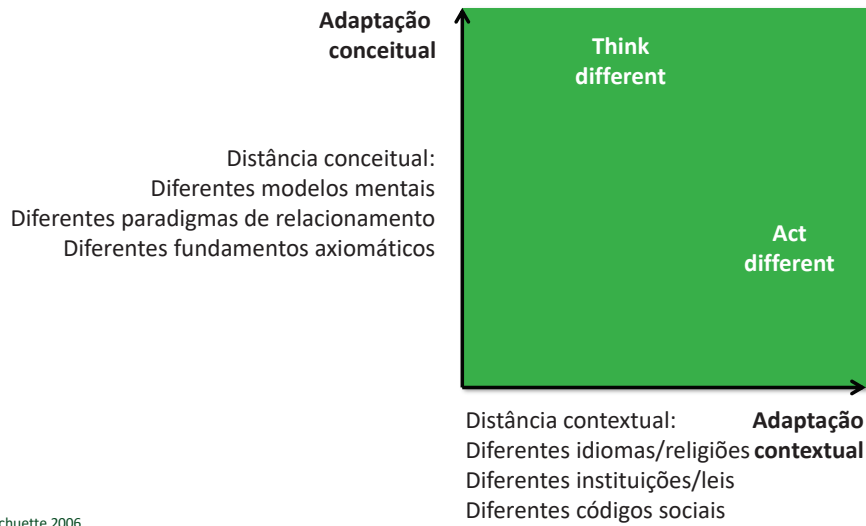 Adaptação
conceitual
Think
different
Distância conceitual:
Diferentes modelos mentais
Diferentes paradigmas de relacionamento
Diferentes fundamentos axiomáticos
Act
different
Distância contextual:
Diferentes idiomas/religiões
Diferentes instituições/leis
Diferentes códigos sociais
Adaptação
contextual
chuette 2006